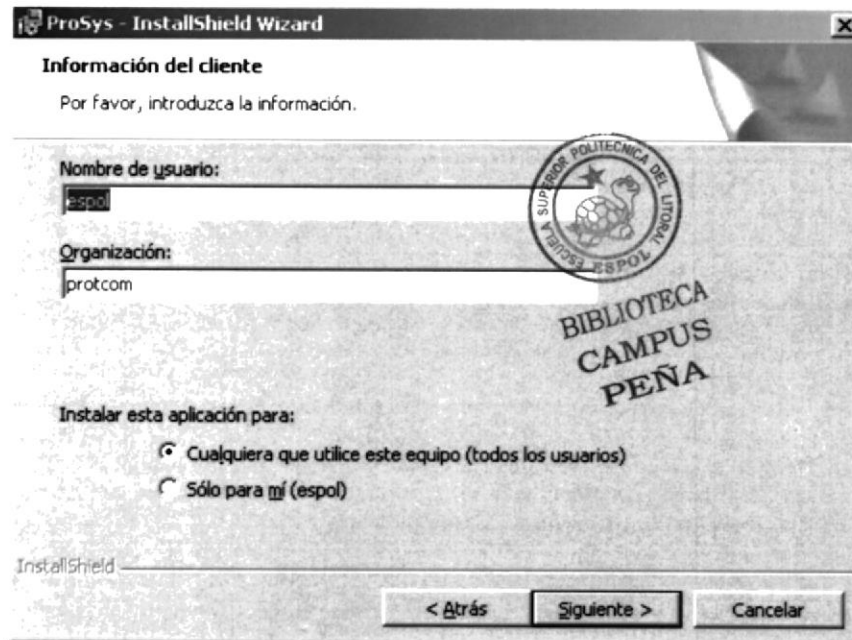 ProSys - InstallShield Wizard
Información del cliente
Por favor, introduzca la información.
Nombre de usuario:
espol
Organización:
protcom
ESCUELA SUPERIOR POLITECNICA DEL LITORAL
ESPOL
BIBLIOTECA
CAMPUS
PEÑA
Instalar esta aplicación para:
Cualquiera que utilice este equipo (todos los usuarios)
Sólo para mí (espol)
InstallShield
< Atrás
Siguiente >
Cancelar